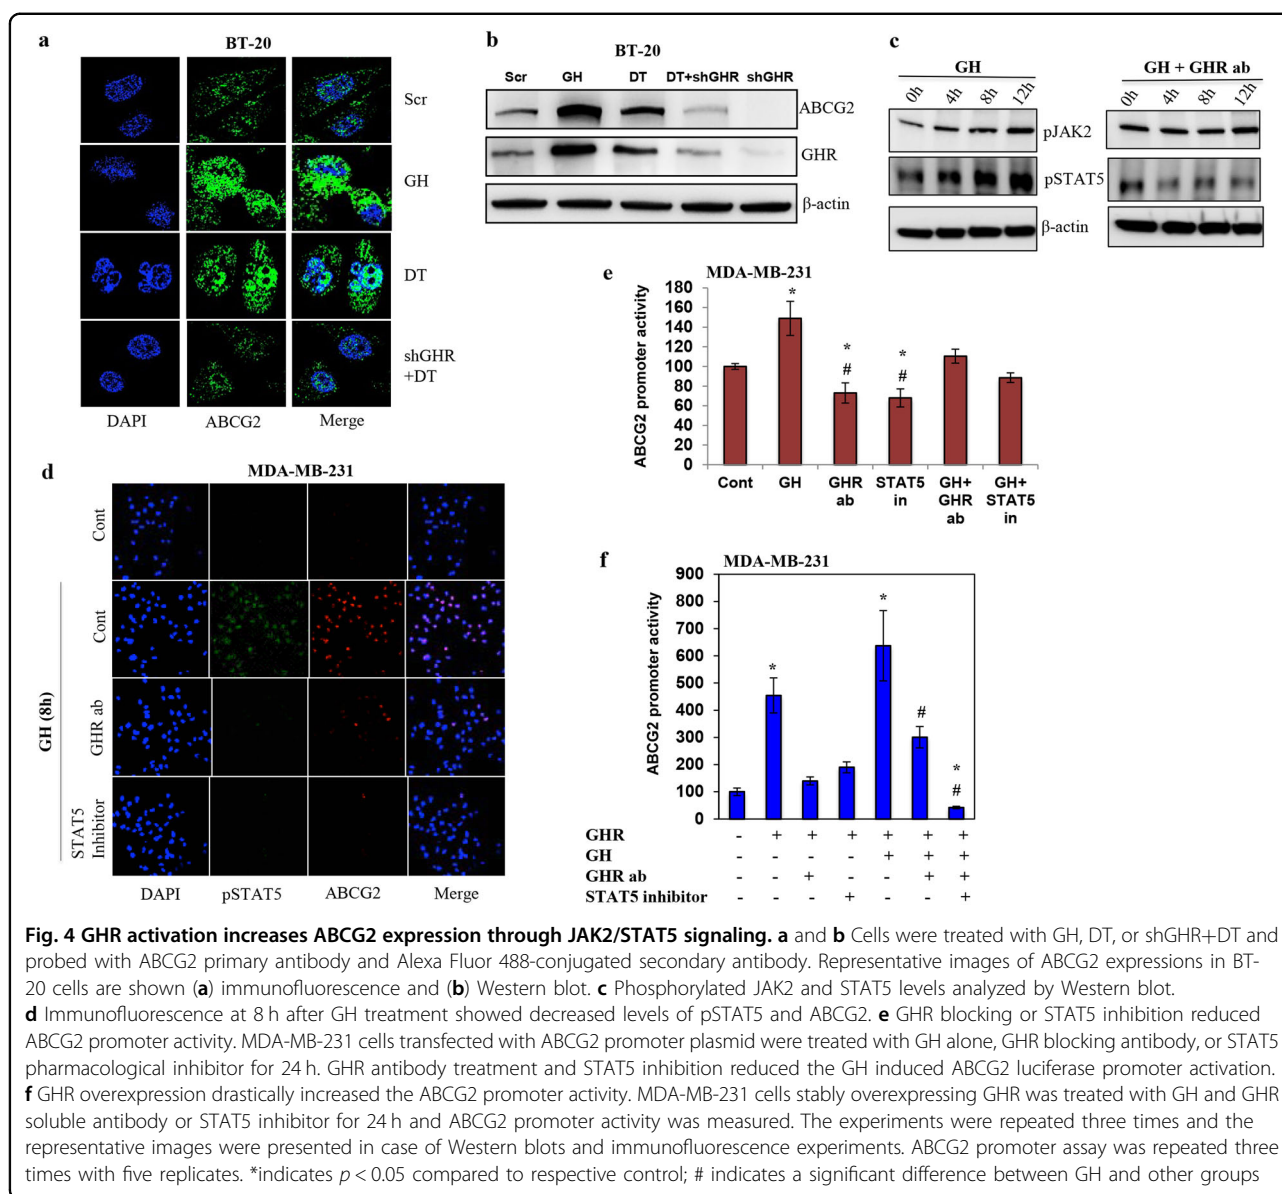 a
BT-20
Scr
GH
DT
shGHR
+DT
DAPI ABCG2 Merge
b
BT-20
Scr GH DT DT+shGHR shGHR
ABCG2
GHR
β-actin
c
GH GH + GHR ab
0h 4h 8h 12h 0h 4h 8h 12h
pJAK2
pSTAT5
β-actin
d
MDA-MB-231
Cont
GH (8h)
Cont
GHR ab
STAT5
Inhibitor
DAPI pSTAT5 ABCG2 Merge
e
MDA-MB-231
ABCG2 promoter activity
180
160
140
120
100
80
60
40
20
0
*
*
#
*
#
Cont GH GHR ab STAT5 in GH+ GHR ab GH+ STAT5 in
f
MDA-MB-231
ABCG2 promoter activity
900
800
700
600
500
400
300
200
100
0
*
*
#
*
#
GHR - + + + + + +
GH - - - - + + +
GHR ab - - + - - + +
STAT5 inhibitor - - - + - - +
Fig. 4 GHR activation increases ABCG2 expression through JAK2/STAT5 signaling. a and b Cells were treated with GH, DT, or shGHR+DT and
probed with ABCG2 primary antibody and Alexa Fluor 488-conjugated secondary antibody. Representative images of ABCG2 expressions in BT-
20 cells are shown (a) immunofluorescence and (b) Western blot. c Phosphorylated JAK2 and STAT5 levels analyzed by Western blot.
d Immunofluorescence at 8 h after GH treatment showed decreased levels of pSTAT5 and ABCG2. e GHR blocking or STAT5 inhibition reduced
ABCG2 promoter activity. MDA-MB-231 cells transfected with ABCG2 promoter plasmid were treated with GH alone, GHR blocking antibody, or STAT5
pharmacological inhibitor for 24 h. GHR antibody treatment and STAT5 inhibition reduced the GH induced ABCG2 luciferase promoter activation.
f GHR overexpression drastically increased the ABCG2 promoter activity. MDA-MB-231 cells stably overexpressing GHR was treated with GH and GHR
soluble antibody or STAT5 inhibitor for 24 h and ABCG2 promoter activity was measured. The experiments were repeated three times and the
representative images were presented in case of Western blots and immunofluorescence experiments. ABCG2 promoter assay was repeated three
times with five replicates. *indicates p < 0.05 compared to respective control; # indicates a significant difference between GH and other groups